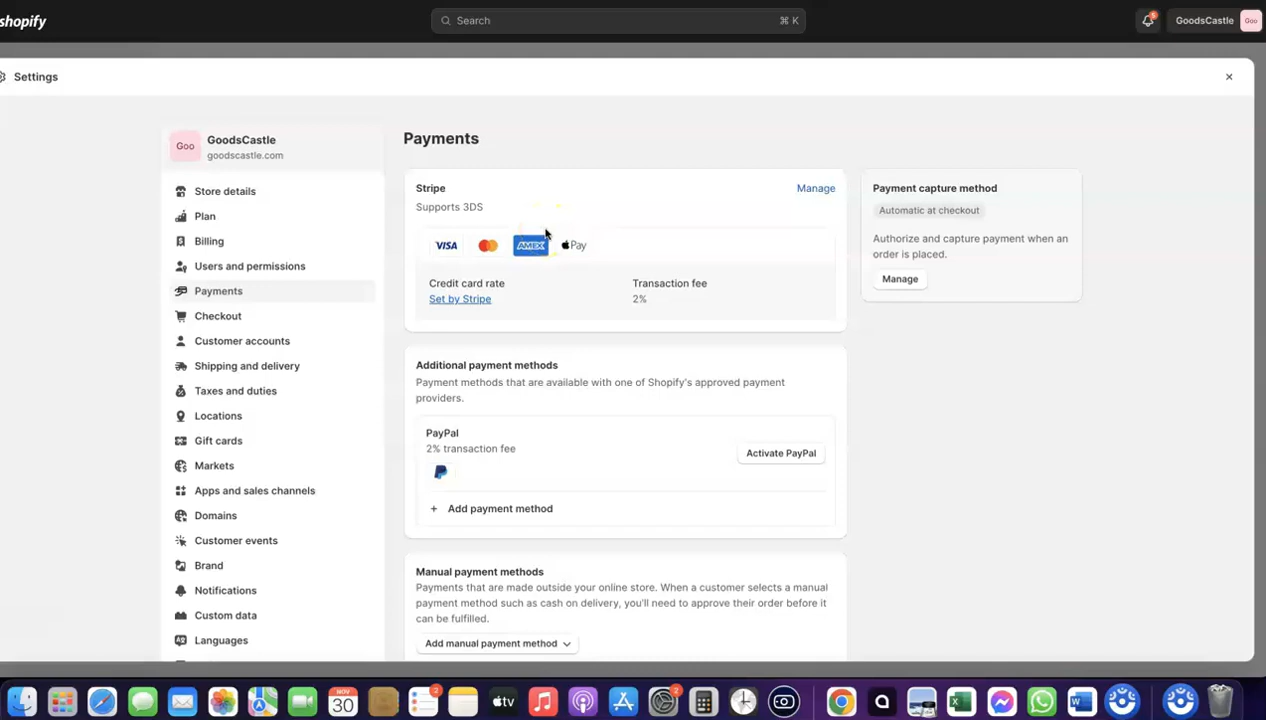 shopify
Search
⌘ K
5
GoodsCastle
Goo
Settings
×
Goo
GoodsCastle
goodscastle.com
Store details
Plan
Billing
Users and permissions
Payments
Checkout
Customer accounts
Shipping and delivery
Taxes and duties
Locations
Gift cards
Markets
Apps and sales channels
Domains
Customer events
Brand
Notifications
Custom data
Languages
Payments
Stripe
Manage
Supports 3DS
VISA
AMEX
Pay
Credit card rate
Transaction fee
Set by Stripe
2%
Payment capture method
Automatic at checkout
Authorize and capture payment when an
order is placed.
Manage
Additional payment methods
Payment methods that are available with one of Shopify's approved payment
providers.
PayPal
2% transaction fee
Activate PayPal
+ Add payment method
Manual payment methods
Payments that are made outside your online store. When a customer selects a manual
payment method such as cash on delivery, you'll need to approve their order before it
can be fulfilled.
Add manual payment method
NOV
30
tv
2